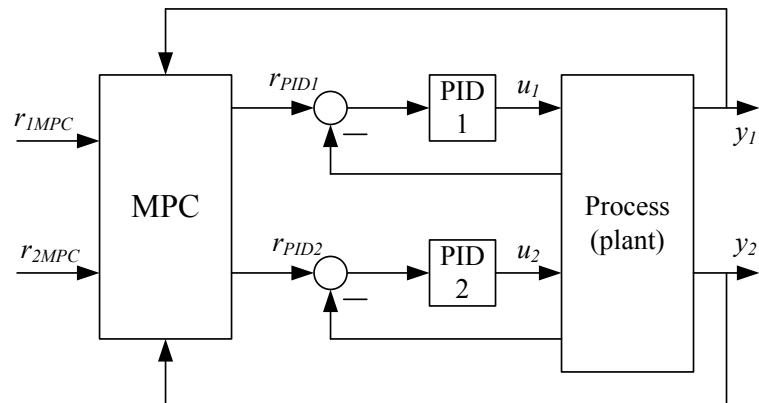 r1MPC
r2MPC
MPC
rPID1
rPID2
PID
1
PID
2
u1
u2
Process
(plant)
y1
y2